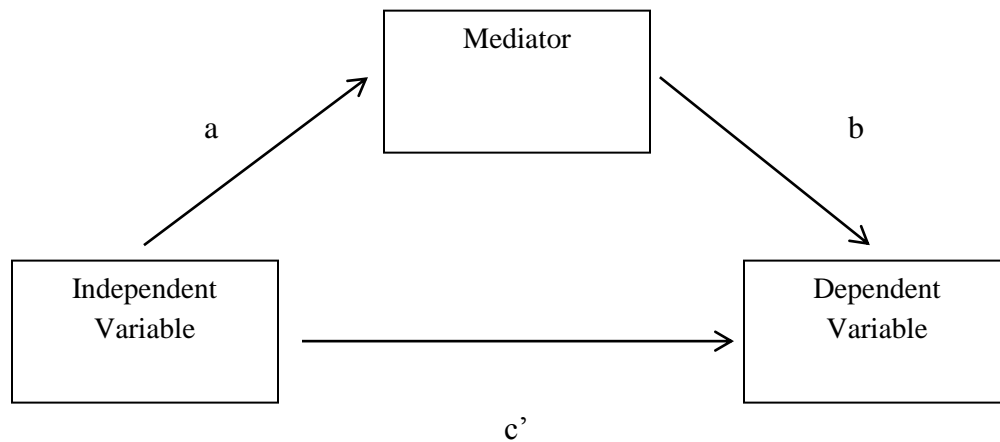 Mediator
a
b
Independent
Variable
Dependent
Variable
c’